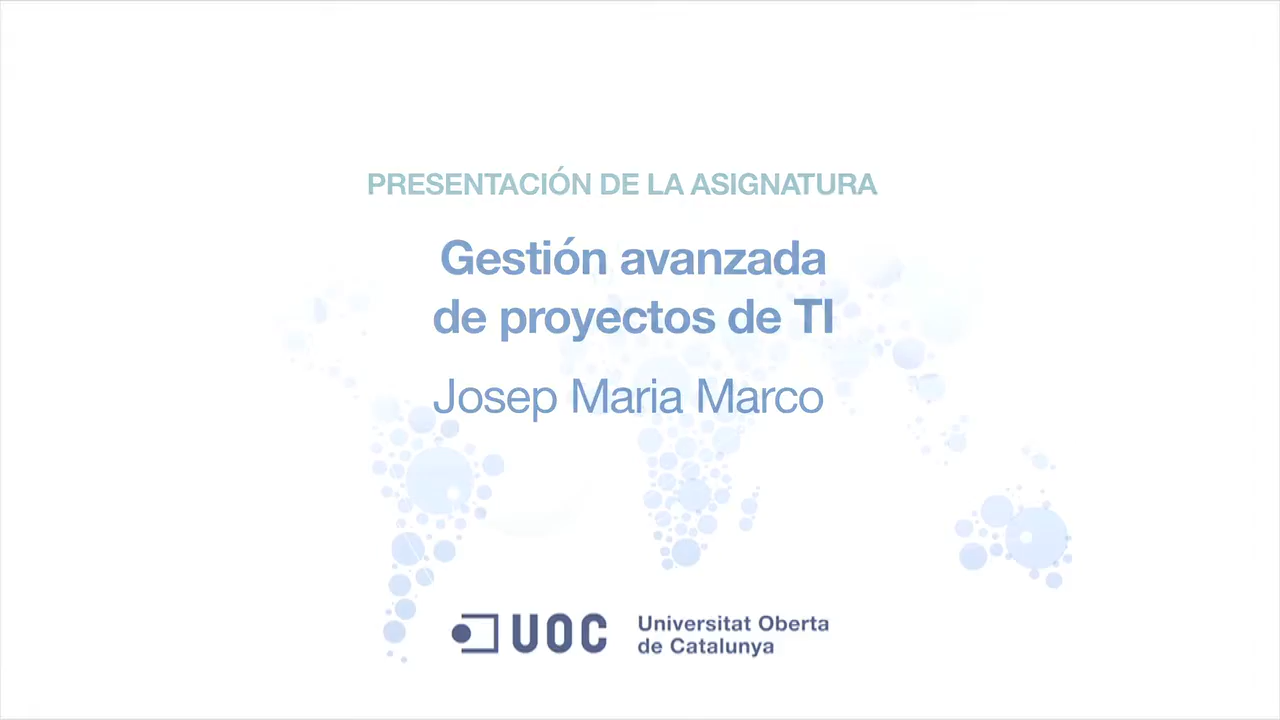 PRESENTACIÓN DE LA ASIGNATURA
Gestión avanzada
de proyectos de TI
Josep Maria Marco
UOC
Universitat Oberta
de Catalunya